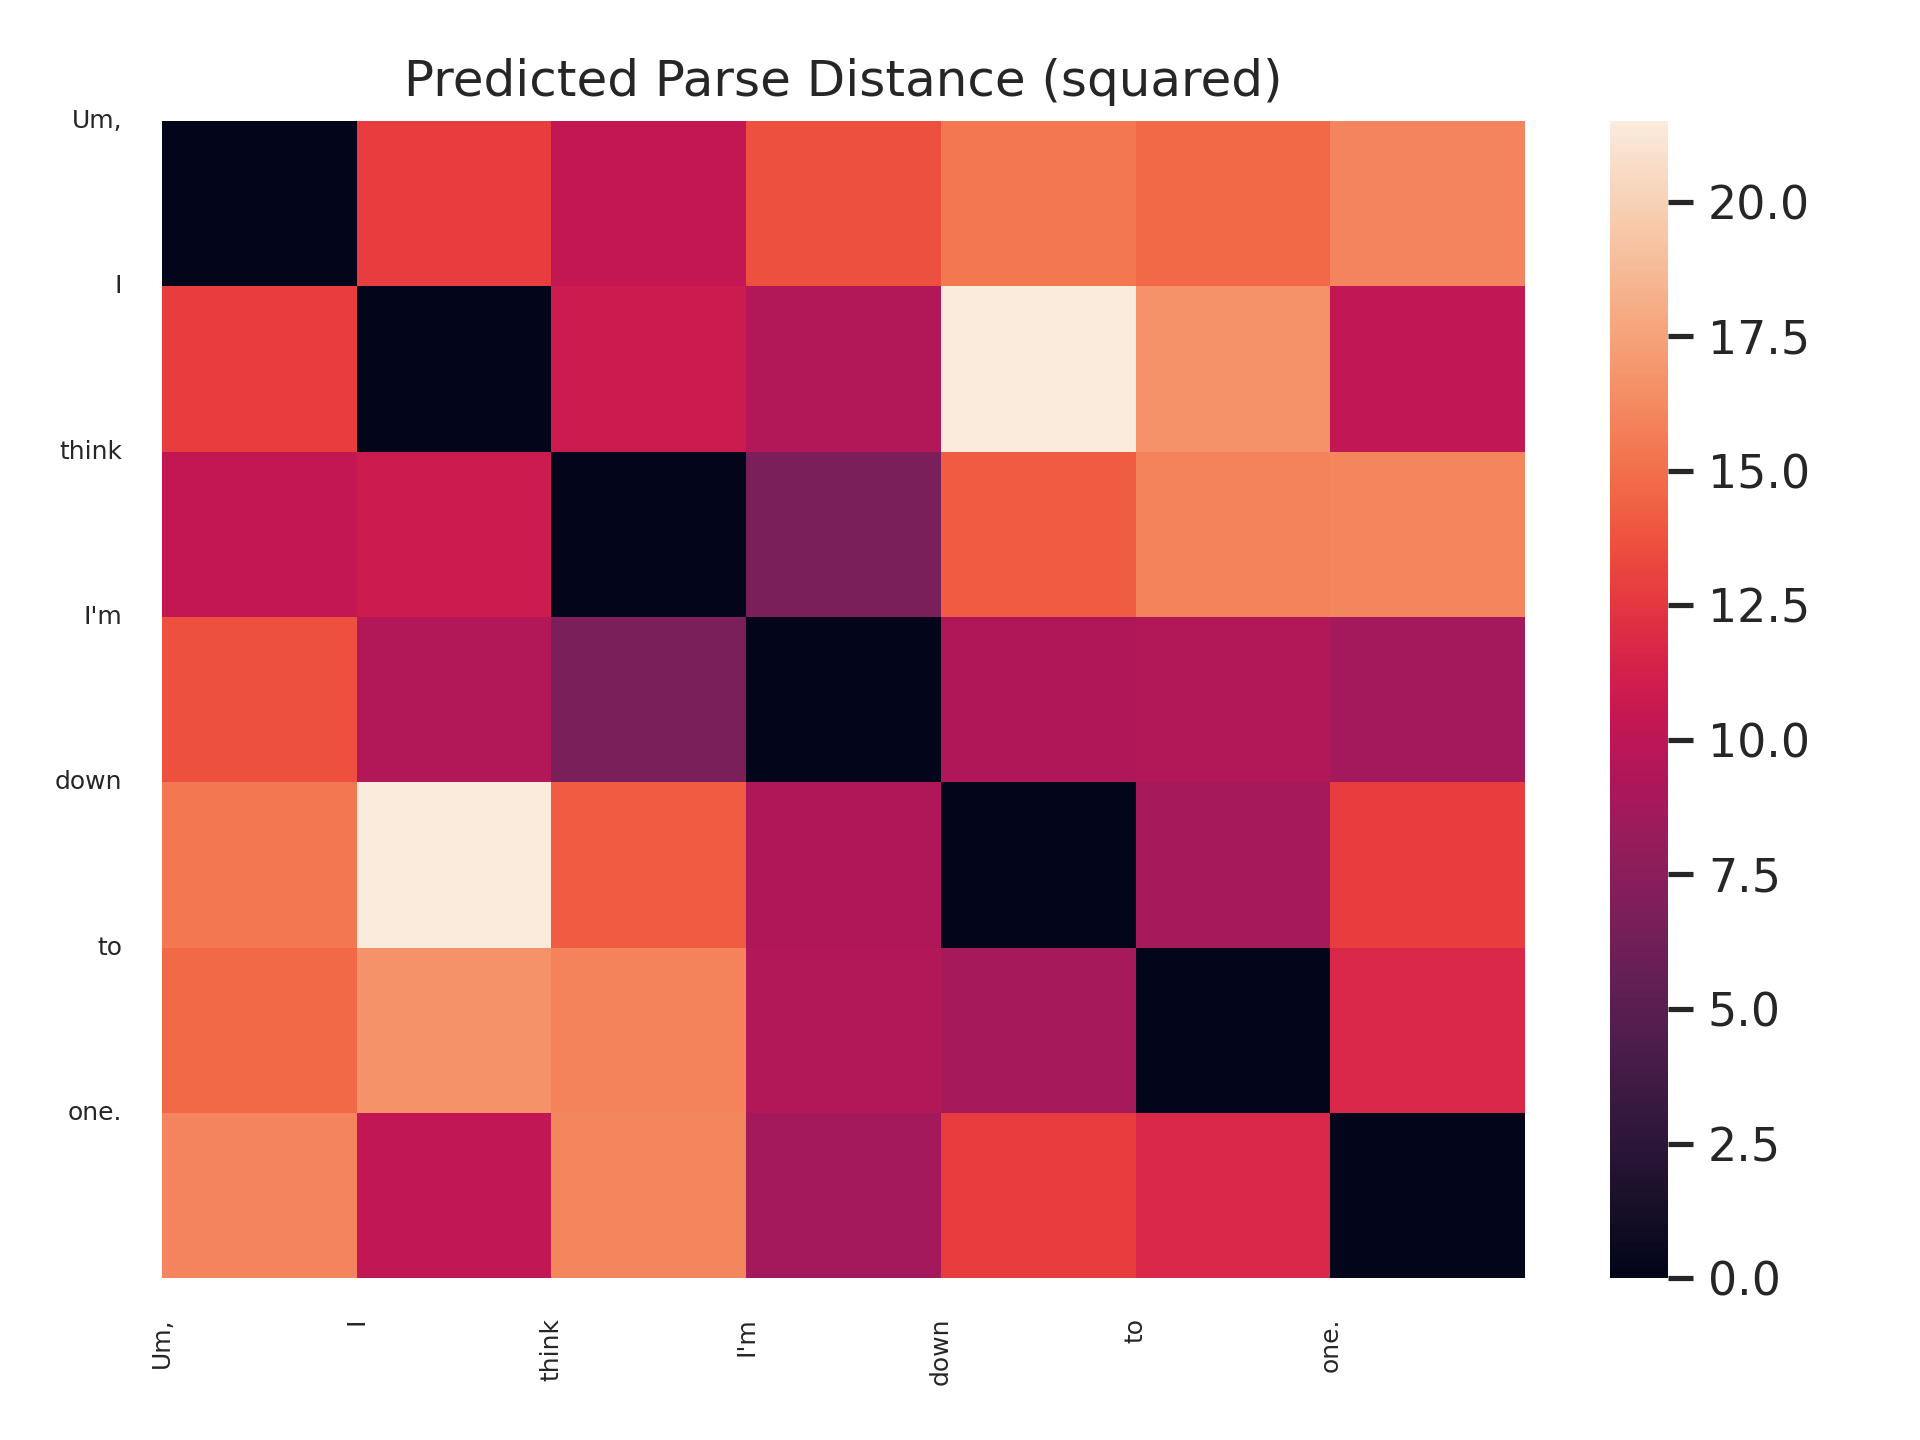 Predicted Parse Distance (squared)
Um,
I
think
I'm
down
to
one.
Um,
I
think
I'm
down
to
one.
20.0
17.5
15.0
12.5
10.0
7.5
5.0
2.5
0.0